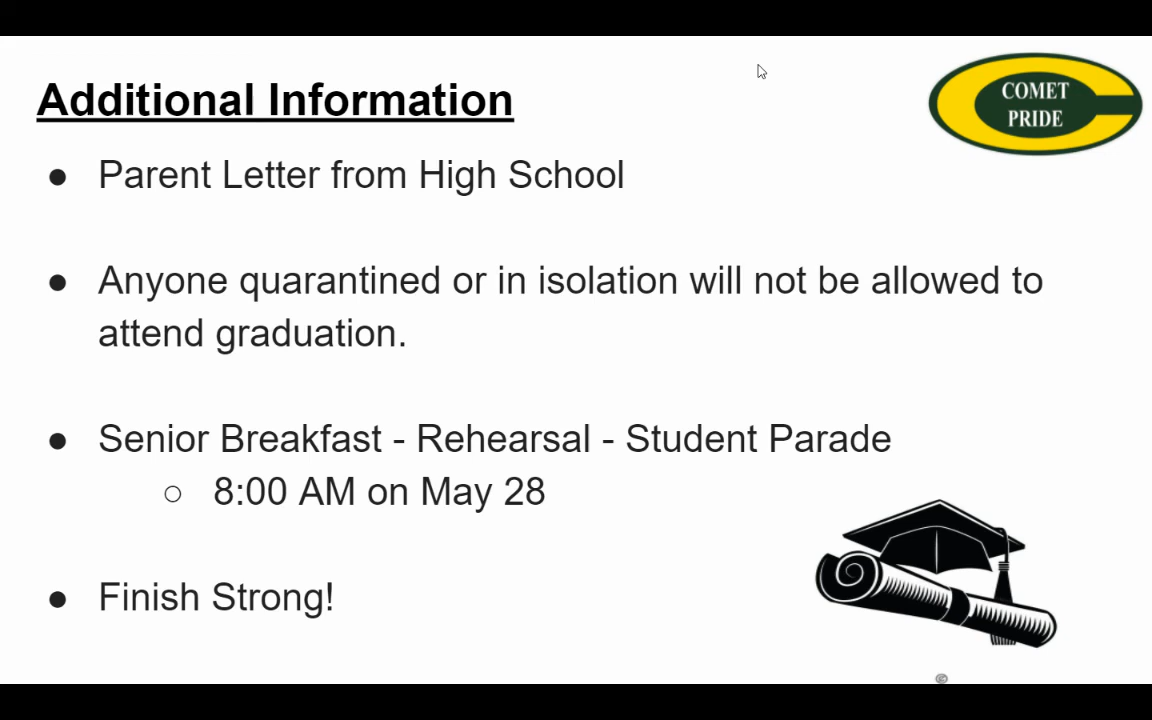 Additional Information
COMET
PRIDE
● Parent Letter from High School
● Anyone quarantined or in isolation will not be allowed to
attend graduation.
● Senior Breakfast - Rehearsal - Student Parade
○ 8:00 AM on May 28
● Finish Strong!
©